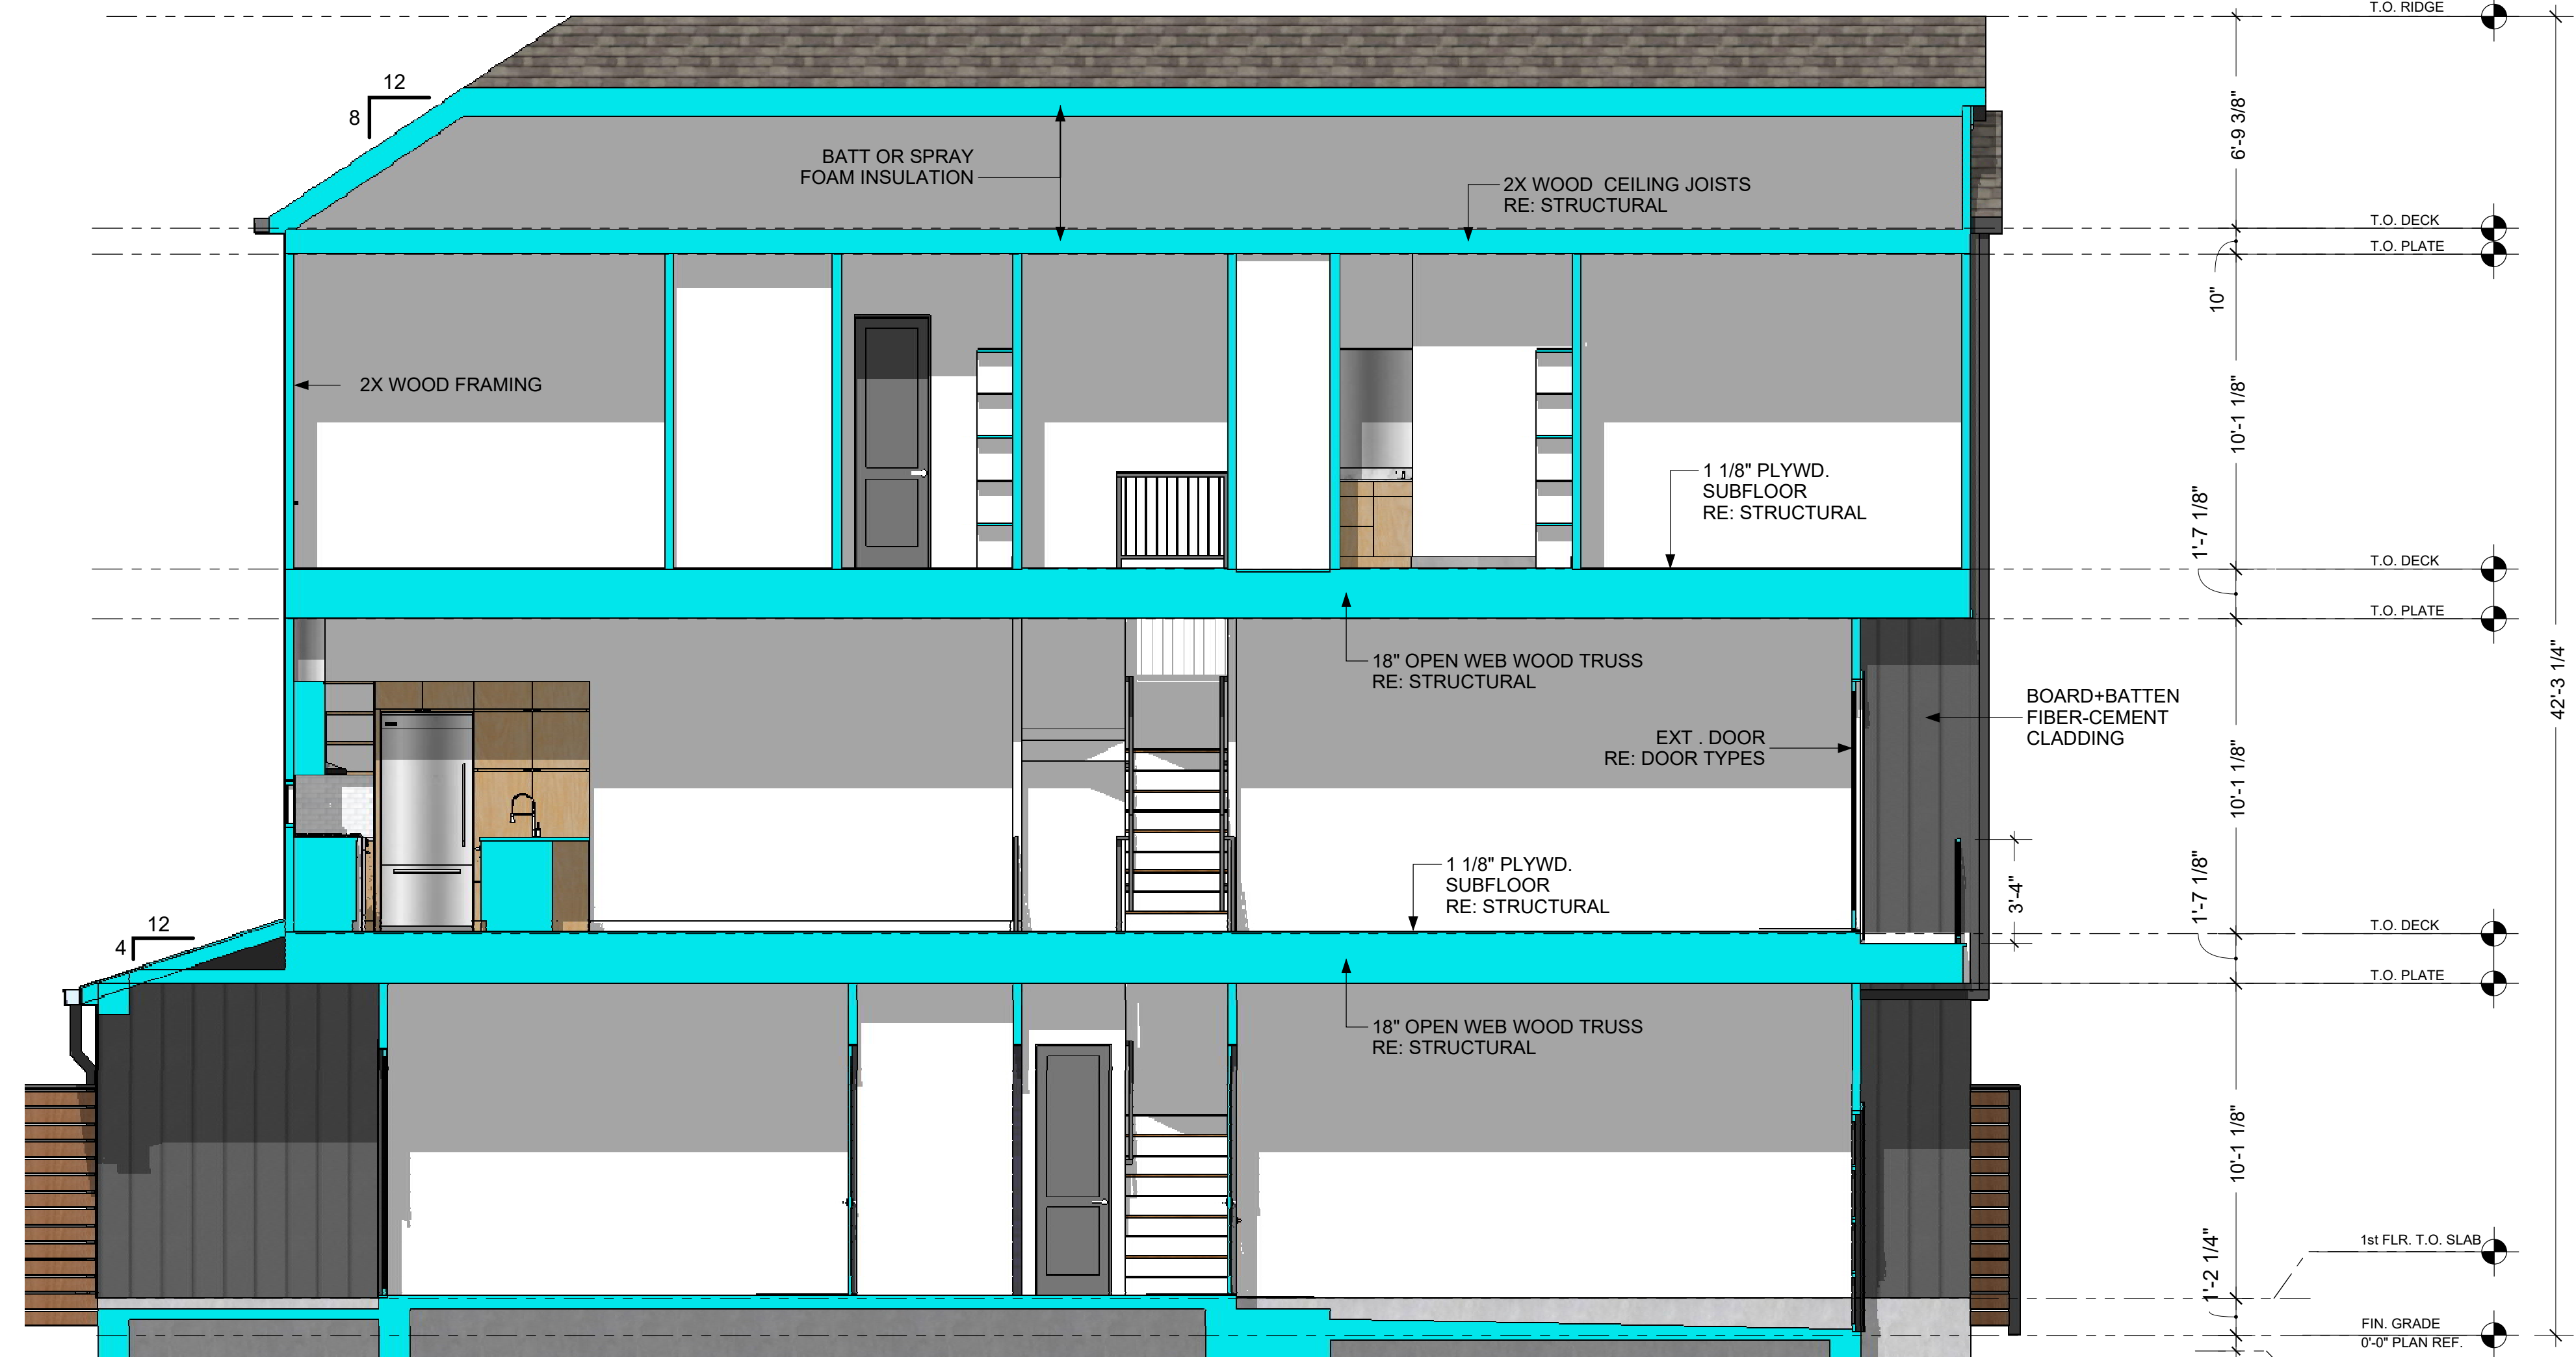 T.O. RIDGE
12
8
6'-9 3/8"
BATT OR SPRAY
FOAM INSULATION
2X WOOD  CEILING JOISTS
RE: STRUCTURAL
T.O. DECK
T.O. PLATE
10"
2X WOOD FRAMING
10'-1 1/8"
1 1/8" PLYWD.
SUBFLOOR
RE: STRUCTURAL
1'-7 1/8"
T.O. DECK
T.O. PLATE
18" OPEN WEB WOOD TRUSS
RE: STRUCTURAL
42'-3 1/4"
BOARD+BATTEN
FIBER-CEMENT
CLADDING
EXT . DOOR
RE: DOOR TYPES
10'-1 1/8"
1 1/8" PLYWD.
SUBFLOOR
RE: STRUCTURAL
3'-4"
1'-7 1/8"
12
4
T.O. DECK
T.O. PLATE
18" OPEN WEB WOOD TRUSS
RE: STRUCTURAL
10'-1 1/8"
1st FLR. T.O. SLAB
1'-2 1/4"
FIN. GRADE
0'-0" PLAN REF.